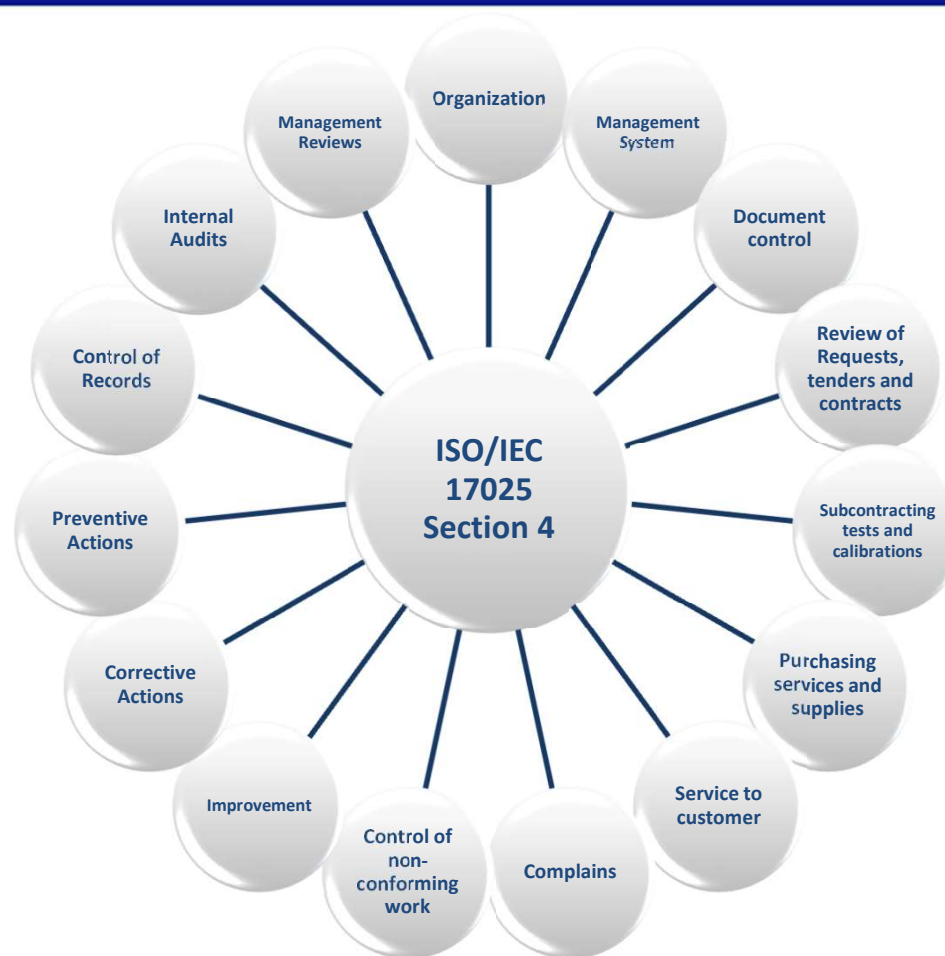 Organization
Management
System
Document
control
Review of
Requests,
tenders and
contracts
Subcontracting
tests and
calibrations
Purchasing
services and
supplies
Service to
customer
Complains
Control of
non-
conforming
work
Improvement
Corrective
Actions
Preventive
Actions
Control of
Records
Internal
Audits
Management
Reviews
ISO/IEC
17025
Section 4